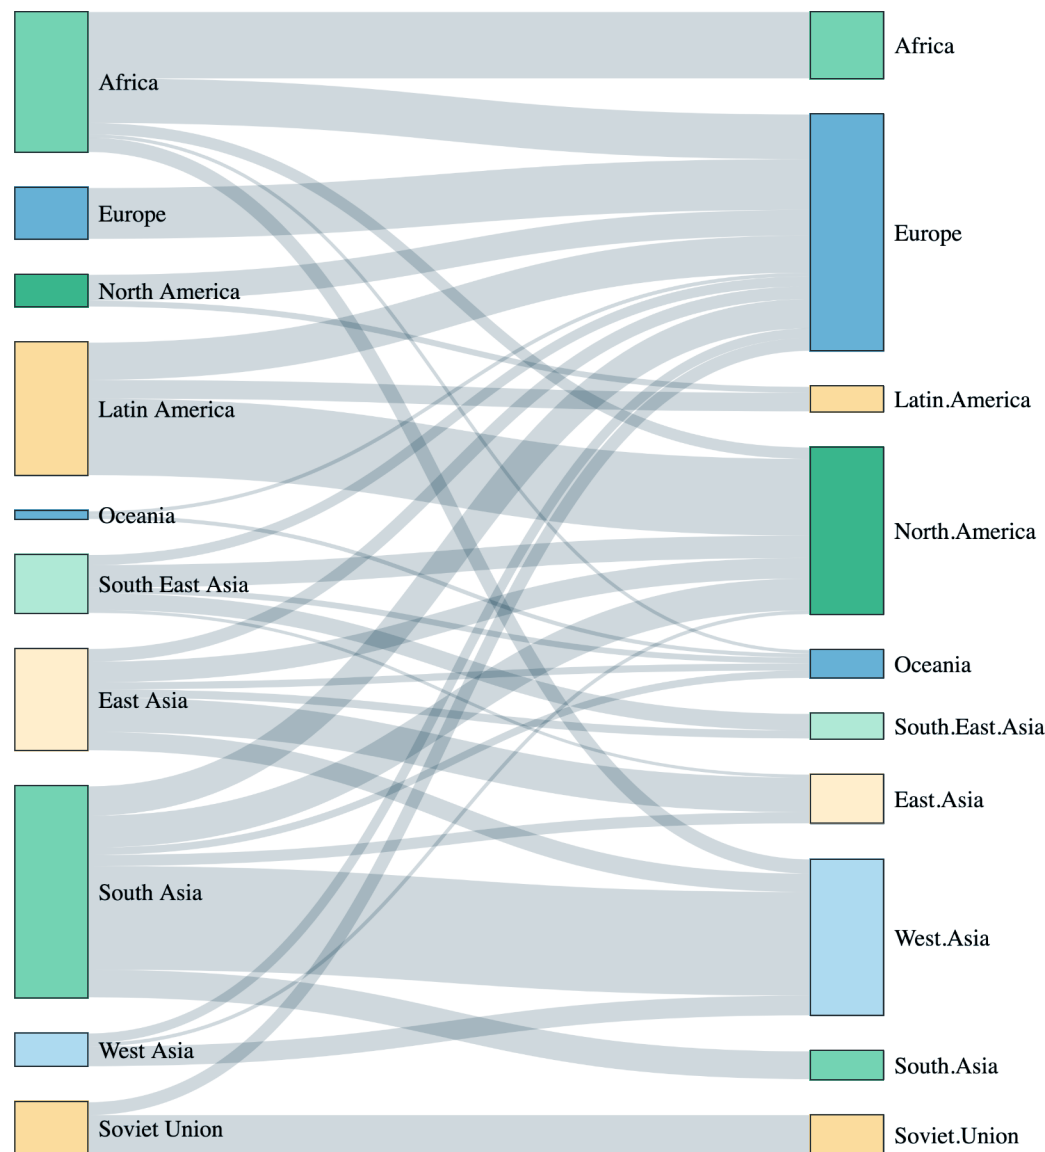 Africa
Europe
North America
Latin America
Oceania
South East Asia
East Asia
South Asia
West Asia
Soviet Union
Africa
Europe
Latin.America
North.America
Oceania
South.East.Asia
East.Asia
West.Asia
South.Asia
Soviet.Union